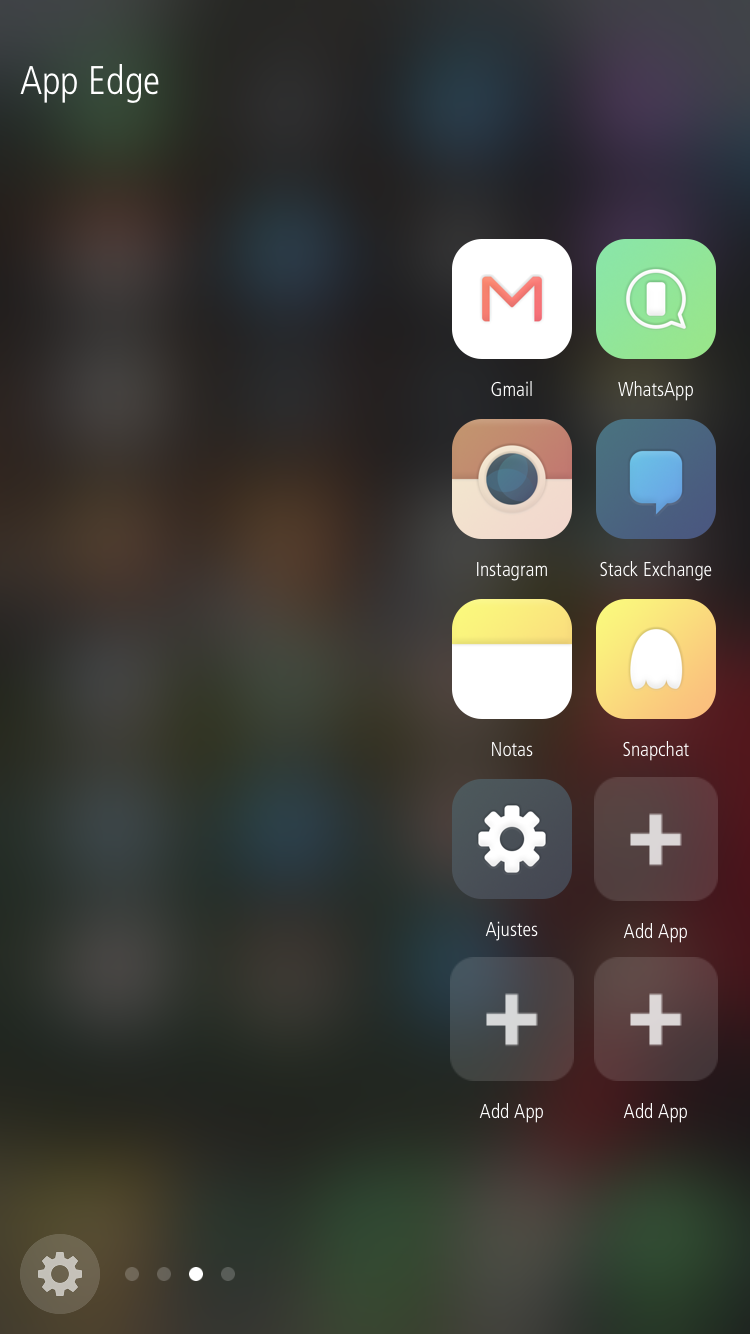 App Edge
Gmail
WhatsApp
Instagram
Stack Exchange
Notas
Snapchat
Ajustes
Add App
Add App
Add App